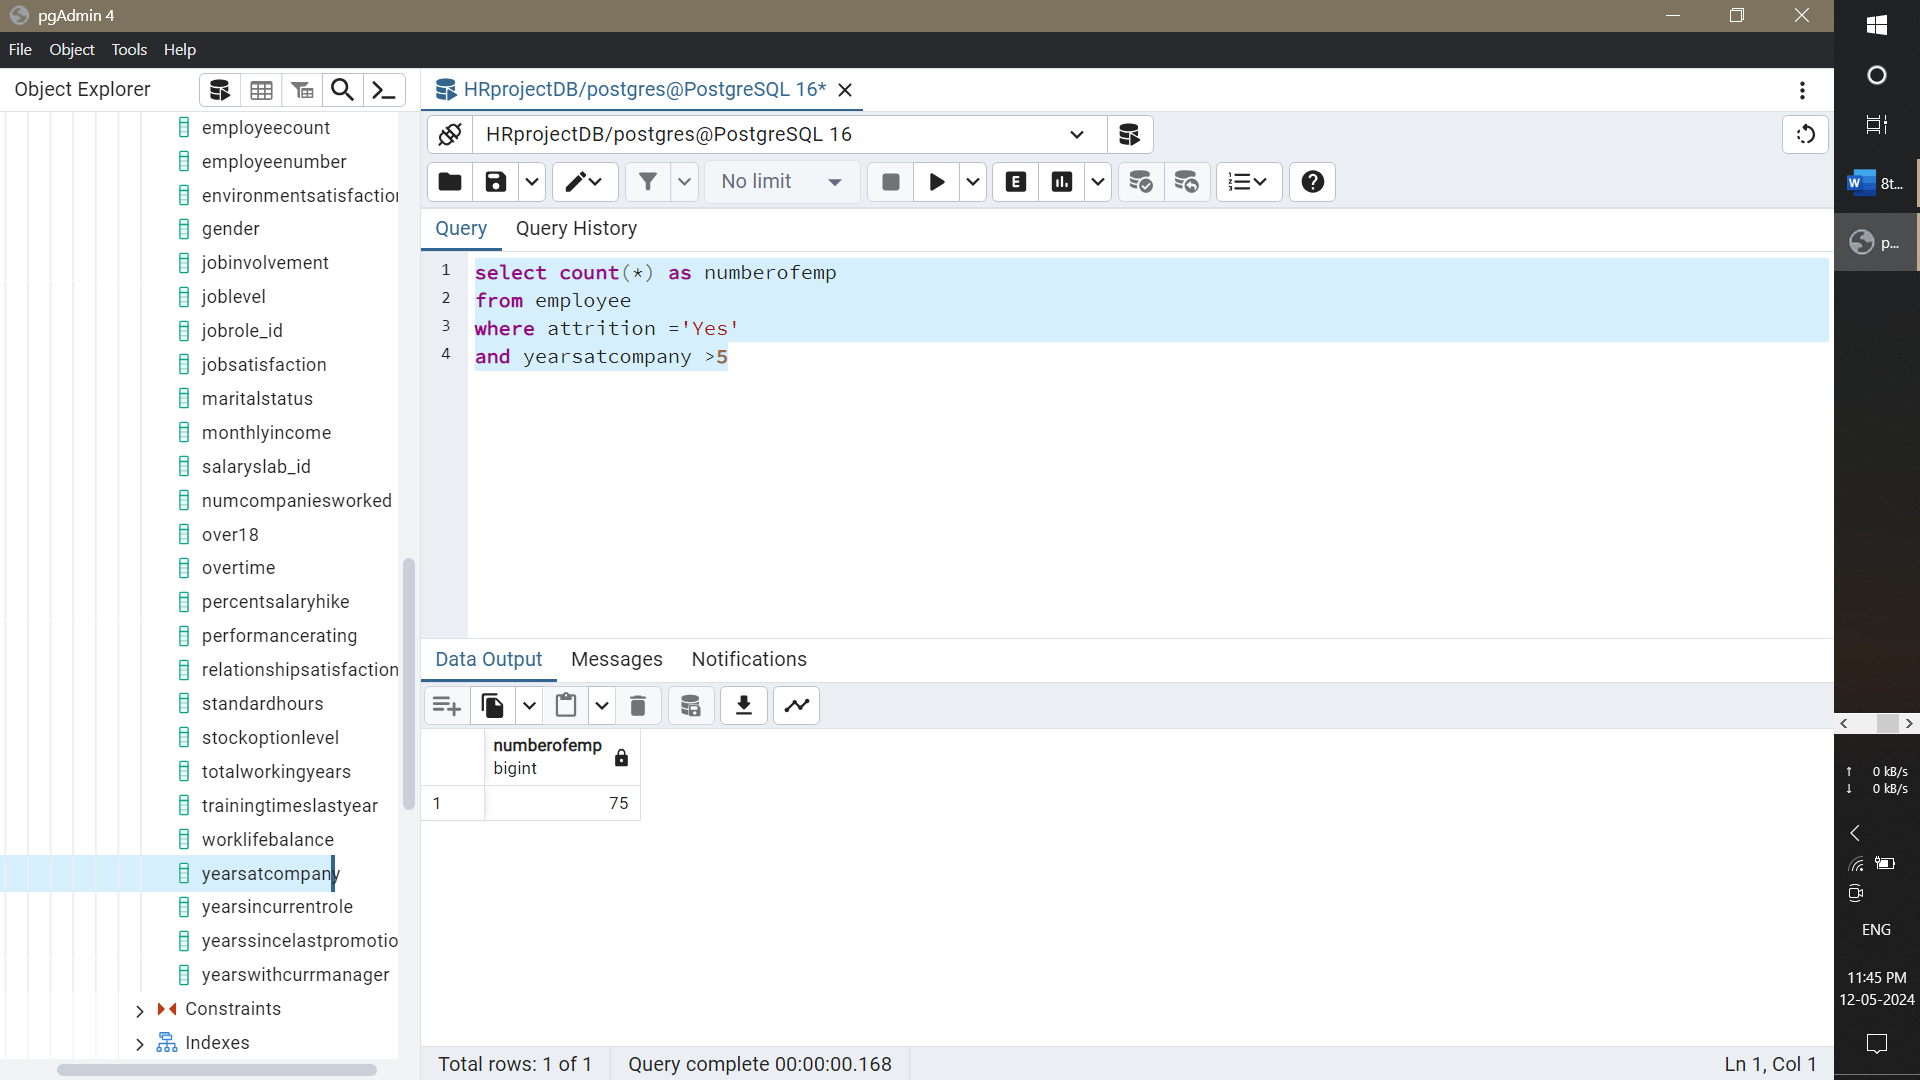 pgAdmin 4
File Object Tools Help
Object Explorer
employeecount
employeenumber
environmentsatisfaction
gender
jobinvolvement
joblevel
jobrole_id
jobsatisfaction
maritalstatus
monthlyincome
salaryslab_id
numcompaniesworked
over18
overtime
percentsalaryhike
performancerating
relationshipsatisfaction
standardhours
stockoptionlevel
totalworkingyears
trainingtimeslastyear
worklifebalance
yearsatcompany
yearsincurrentrole
yearssincelastpromotio
yearswithcurrmanager
Constraints
Indexes
HRprojectDB/postgres@PostgreSQL 16*
HRprojectDB/postgres@PostgreSQL 16
No limit
E
Query Query History
1 select count(*) as numberofemp
2 from employee
3 where attrition ='Yes'
4 and yearsatcompany >5
Data Output Messages Notifications
numberofemp
bigint
1 75
Total rows: 1 of 1 Query complete 00:00:00.168 Ln 1, Col 1
W 8t...
p...
↑ 0 kB/s
↓ 0 kB/s
ENG
11:45 PM
12-05-2024